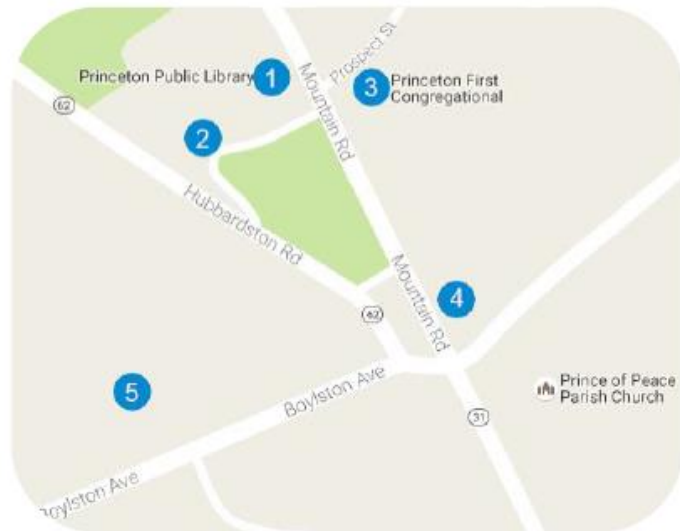 Princeton Public Library
1
Prospect St
3
Princeton First
Congregational
62
Mountain Rd
2
Hubbardston Rd
Mountain Rd
4
62
Boylston Ave
Prince of Peace
Parish Church
5
31
Boylston Ave